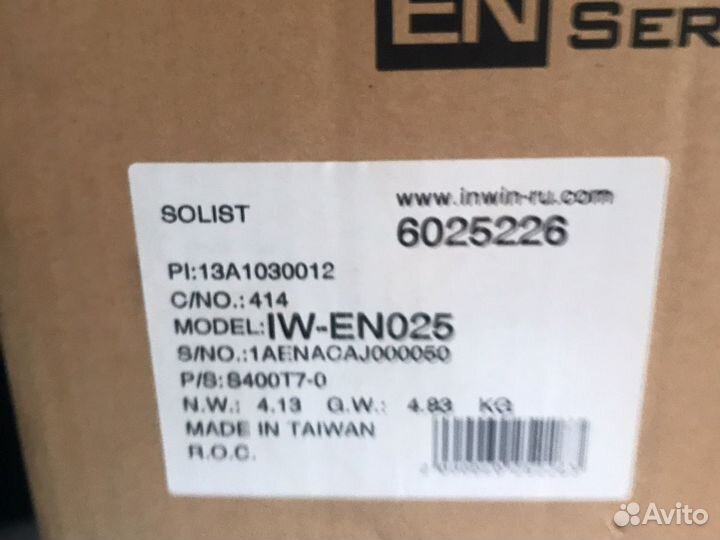 EN SER
SOLIST
www.inwin-ru.com
6025226
PI:13A1030012
C/NO.:414
MODEL:IW-EN025
S/NO.:1AENACAJ000050
P/S:S400T7-0
N.W.: 4.13 G.W.: 4.83 KG
MADE IN TAIWAN
R.O.C.
Avito